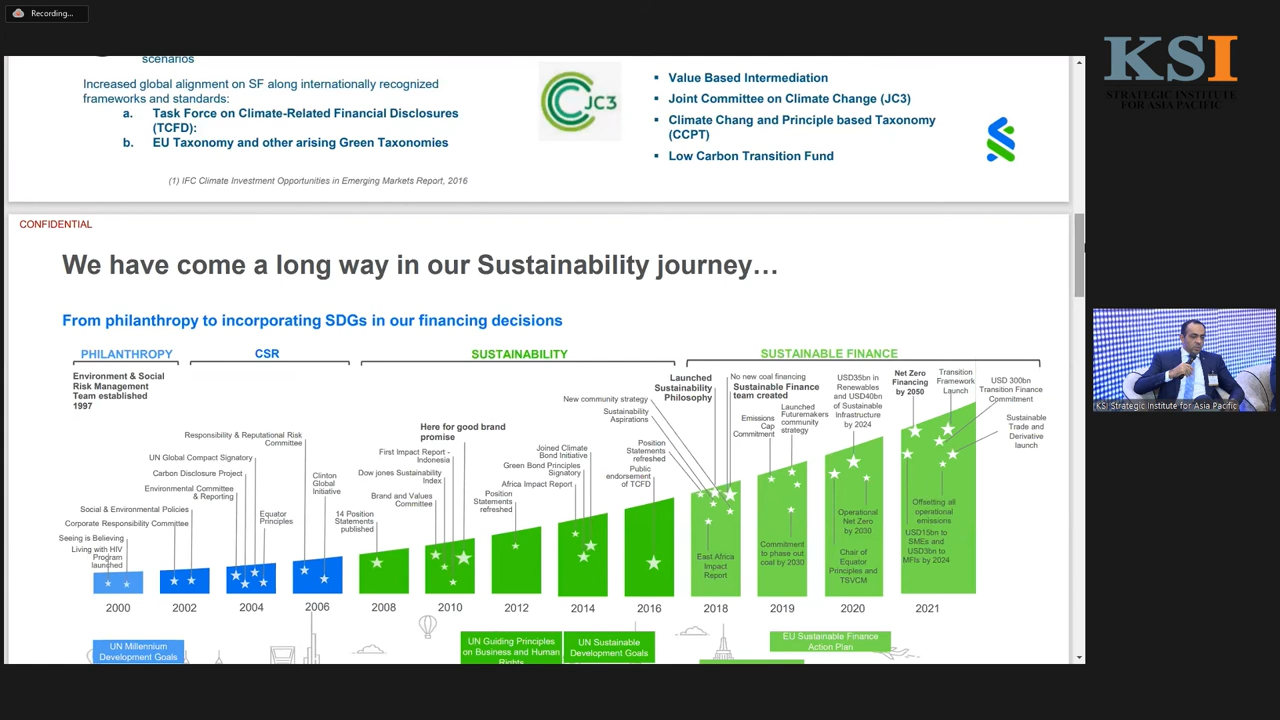 Recording...
KSI
STRATEGIC INSTITUTE
FOR ASIA PACIFIC
scenarios
Increased global alignment on SF along internationally recognized
frameworks and standards:
a. Task Force on Climate-Related Financial Disclosures
(TCFD):
b. EU Taxonomy and other arising Green Taxonomies
(1) IFC Climate Investment Opportunities in Emerging Markets Report, 2016
JC3
▪ Value Based Intermediation
▪ Joint Committee on Climate Change (JC3)
▪ Climate Chang and Principle based Taxonomy
(CCPT)
▪ Low Carbon Transition Fund
CONFIDENTIAL
We have come a long way in our Sustainability journey…
From philanthropy to incorporating SDGs in our financing decisions
PHILANTHROPY
CSR
SUSTAINABILITY
SUSTAINABLE FINANCE
Environment & Social
Risk Management
Team established
1997
Seeing is Believing
Living with HIV
Program
launched
Corporate Responsibility Committee
Social & Environmental Policies
Environmental Committee
& Reporting
Carbon Disclosure Project
UN Global Compact Signatory
Equator
Principles
Responsibility & Reputational Risk
Committee
Clinton
Global
Initiative
14 Position
Statements
published
Brand and Values
Committee
Dow jones Sustainability
Index
First Impact Report -
Indonesia
Here for good brand
promise
Position
Statements
refreshed
Africa Impact Report
Green Bond Principles
Signatory
Joined Climate
Bond Initiative
Public
endorsement
of TCFD
Position
Statements
refreshed
Sustainability
Aspirations
New community strategy
Launched
Sustainability
Philosophy
No new coal financing
Sustainable Finance
team created
East Africa
Impact
Report
Emissions
Cap
Commitment
Launched
Futuremakers
community
strategy
Commitment
to phase out
coal by 2030
USD35bn in
Renewables
and USD40bn
of Sustainable
Infrastructure
by 2024
Operational
Net Zero
by 2030
Chair of
Equator
Principles and
TSVCM
Net Zero
Financing
by 2050
Transition
Framework
Launch
USD 300bn
Transition Finance
Commitment
Sustainable
Trade and
Derivative
launch
Offsetting all
operational
emissions
USD15bn to
SMEs and
USD3bn to
MFIs by 2024
2000
2002
2004
2006
2008
2010
2012
2014
2016
2018
2019
2020
2021
UN Millennium
Development Goals
UN Guiding Principles
on Business and Human
Rights
UN Sustainable
Development Goals
EU Sustainable Finance
Action Plan
KSI Strategic Institute for Asia Pacific